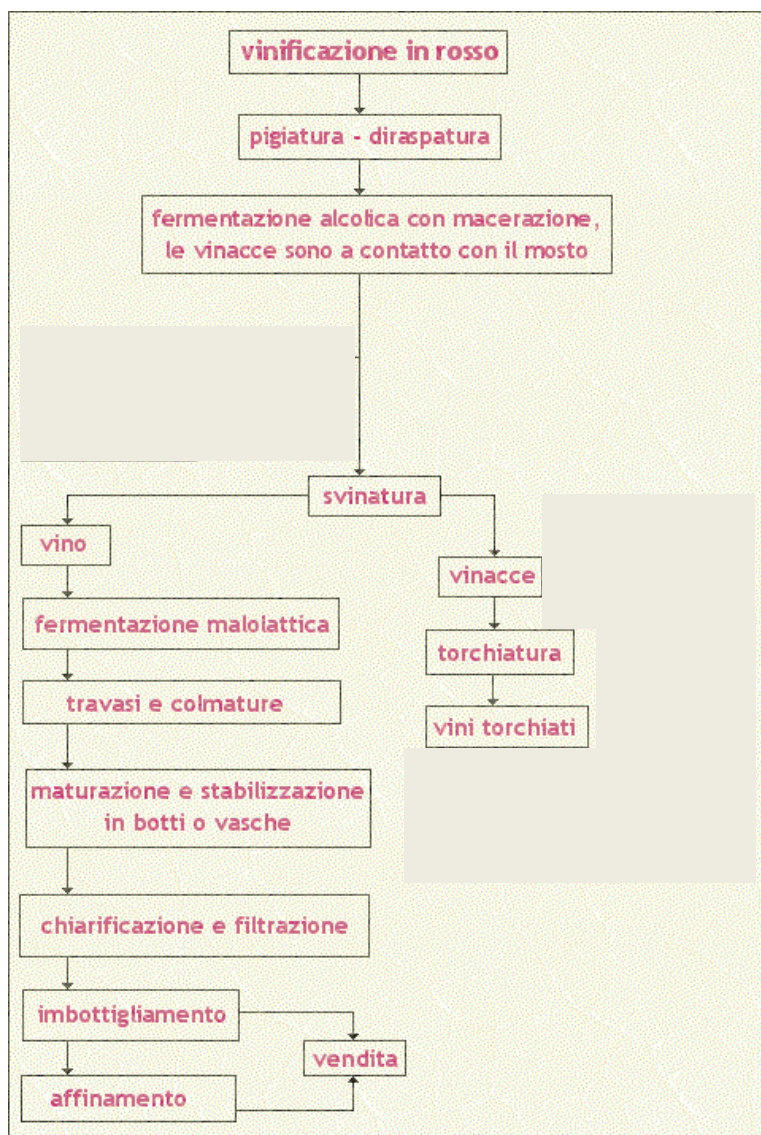 vinificazione in rosso
pigiatura - diraspatura
fermentazione alcolica con macerazione,
le vinacce sono a contatto con il mosto
svinatura
vino
vinacce
fermentazione malolattica
torchiatura
travasi e colmature
vini torchiati
maturazione e stabilizzazione
in botti o vasche
chiarificazione e filtrazione
imbottigliamento
vendita
affinamento